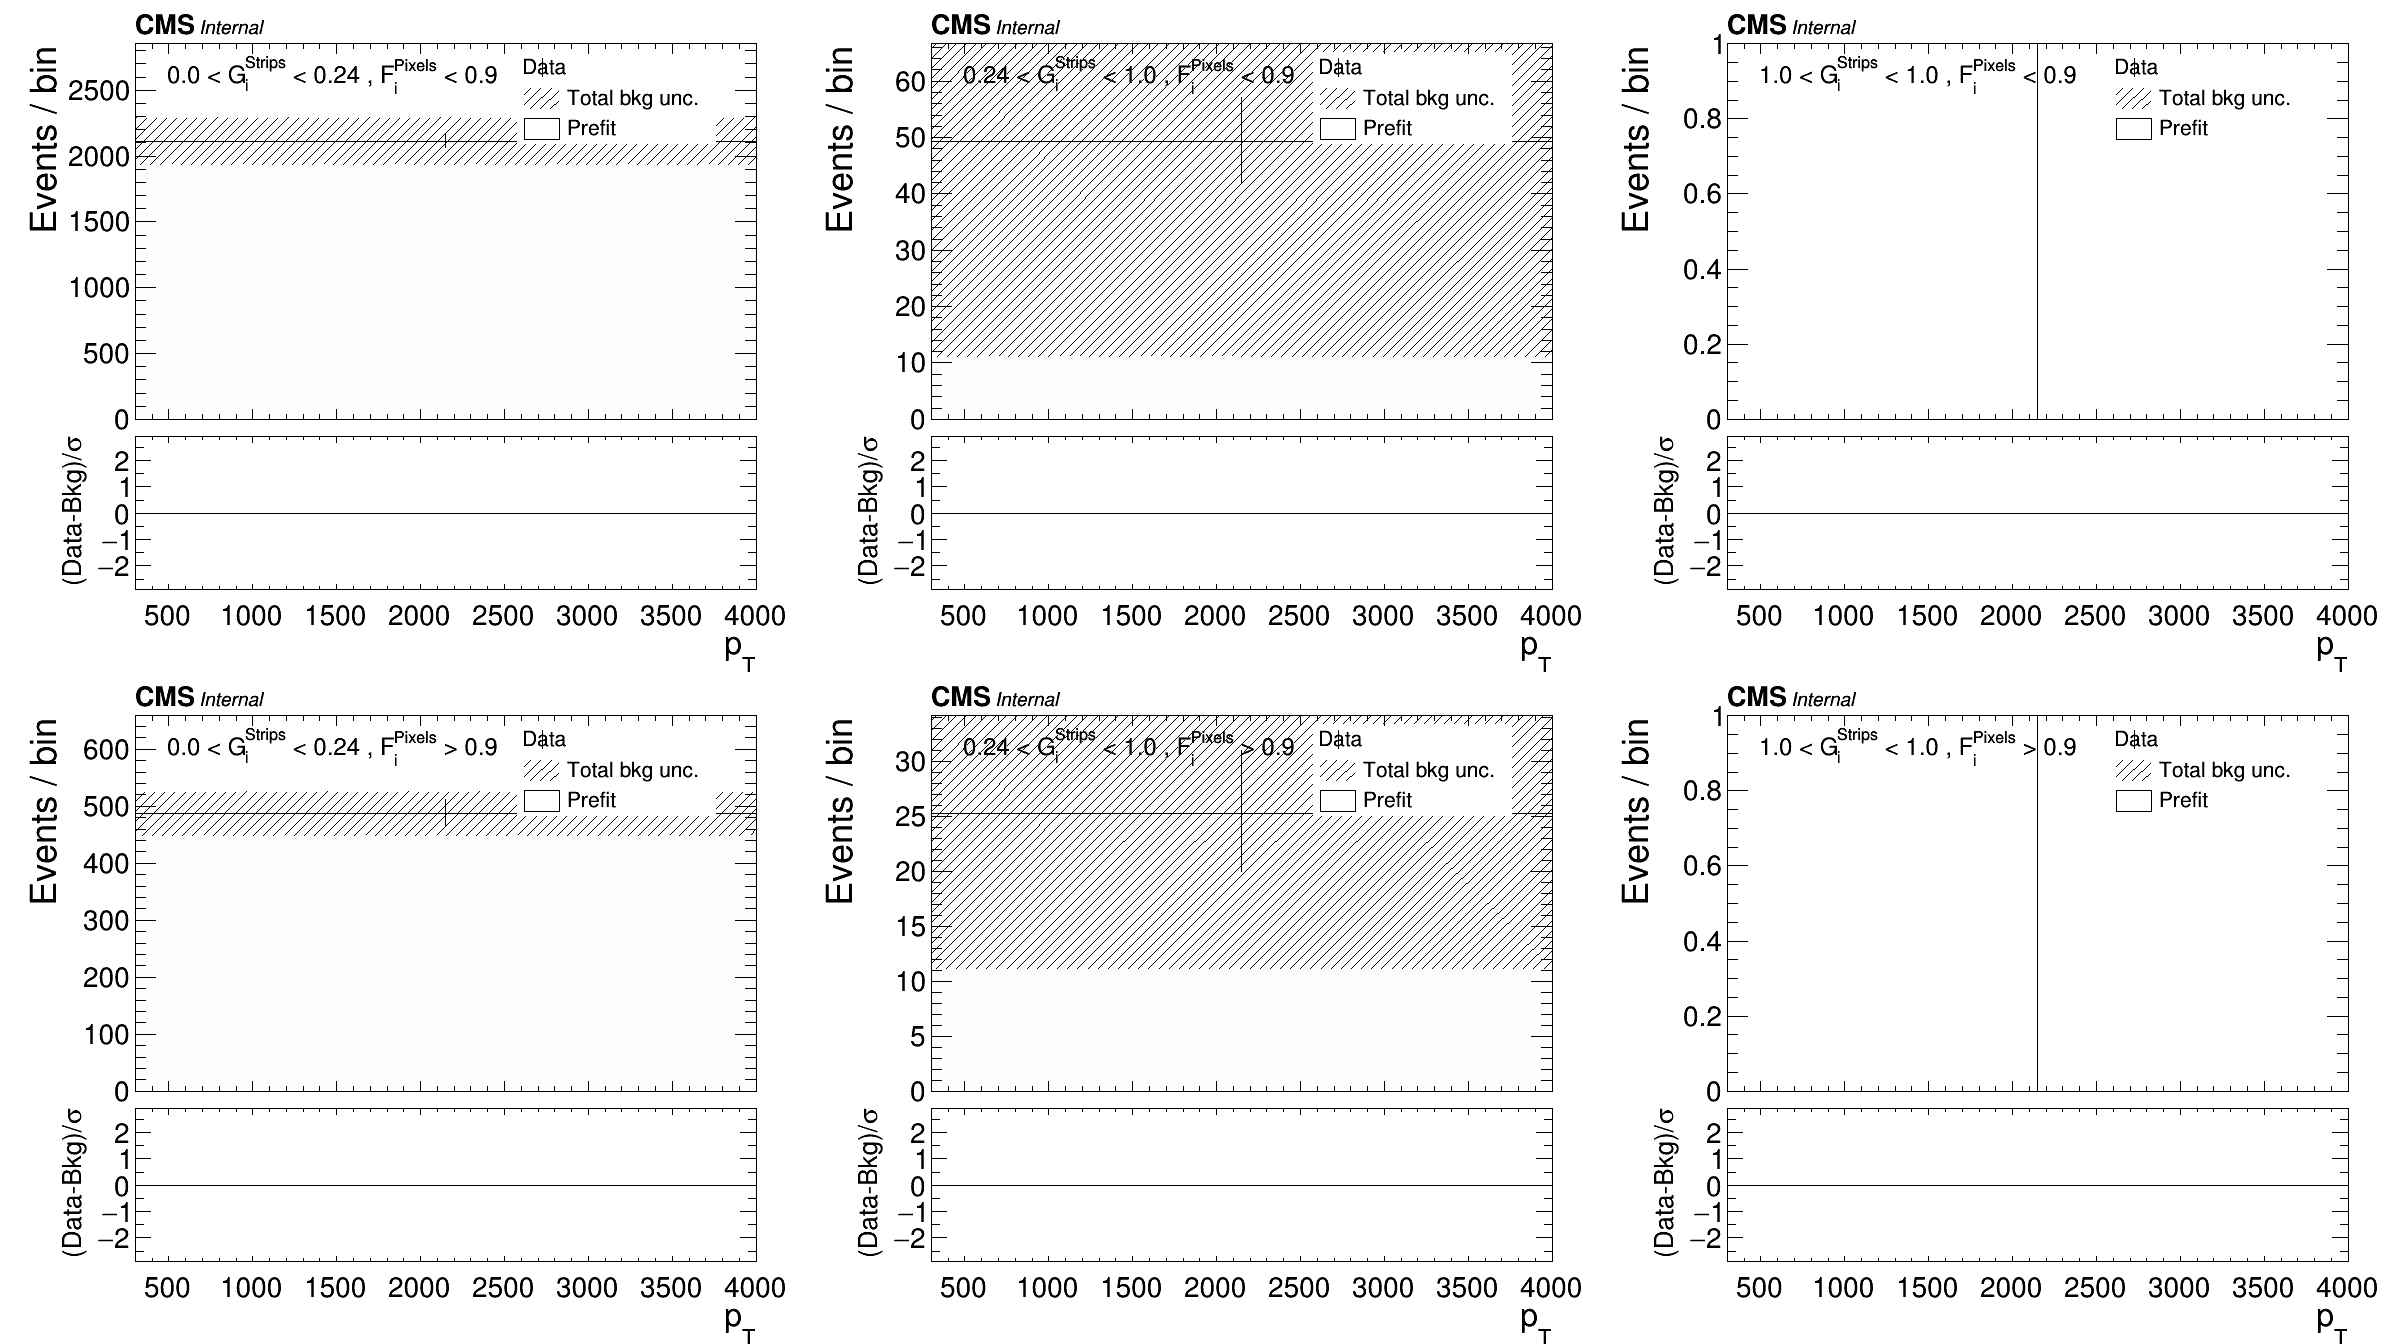 CMS Internal
Events / bin
0.0 < G_i^Strips < 0.24 , F_i^Pixels < 0.9
Data
Total bkg unc.
Prefit
2500
2000
1500
1000
500
0
(Data-Bkg)/σ
2
1
0
−1
−2
500 1000 1500 2000 2500 3000 3500 4000
p_T
CMS Internal
Events / bin
0.24 < G_i^Strips < 1.0 , F_i^Pixels < 0.9
Data
Total bkg unc.
Prefit
60
50
40
30
20
10
0
(Data-Bkg)/σ
2
1
0
−1
−2
500 1000 1500 2000 2500 3000 3500 4000
p_T
CMS Internal
Events / bin
1.0 < G_i^Strips < 1.0 , F_i^Pixels < 0.9
Data
Total bkg unc.
Prefit
1
0.8
0.6
0.4
0.2
0
(Data-Bkg)/σ
2
1
0
−1
−2
500 1000 1500 2000 2500 3000 3500 4000
p_T
CMS Internal
Events / bin
0.0 < G_i^Strips < 0.24 , F_i^Pixels > 0.9
Data
Total bkg unc.
Prefit
600
500
400
300
200
100
0
(Data-Bkg)/σ
2
1
0
−1
−2
500 1000 1500 2000 2500 3000 3500 4000
p_T
CMS Internal
Events / bin
0.24 < G_i^Strips < 1.0 , F_i^Pixels > 0.9
Data
Total bkg unc.
Prefit
30
25
20
15
10
5
0
(Data-Bkg)/σ
2
1
0
−1
−2
500 1000 1500 2000 2500 3000 3500 4000
p_T
CMS Internal
Events / bin
1.0 < G_i^Strips < 1.0 , F_i^Pixels > 0.9
Data
Total bkg unc.
Prefit
1
0.8
0.6
0.4
0.2
0
(Data-Bkg)/σ
2
1
0
−1
−2
500 1000 1500 2000 2500 3000 3500 4000
p_T